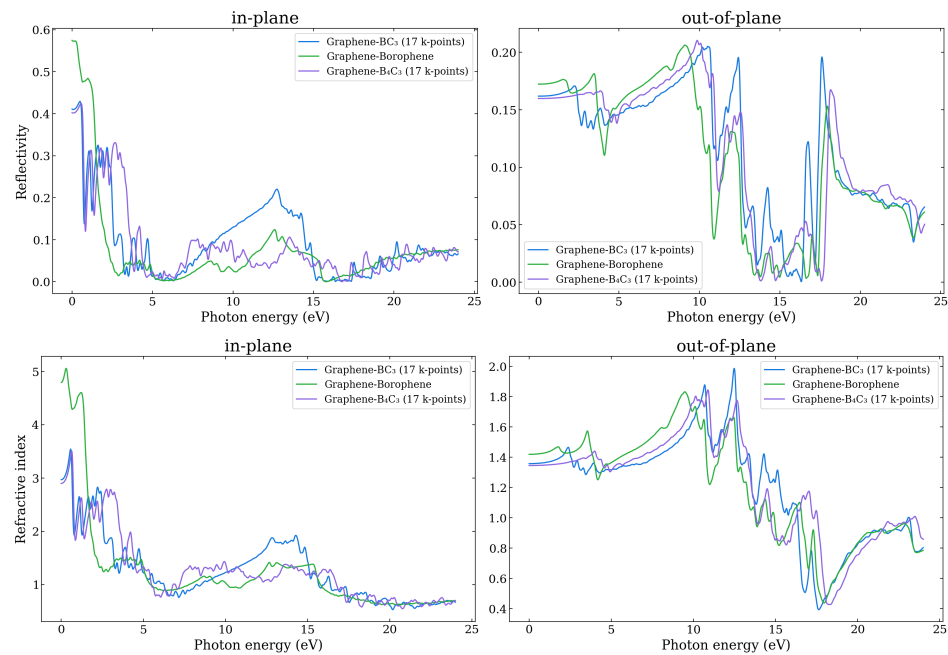 in-plane
0.6
0.5
0.4
0.3
0.2
0.1
0.0
Reflectivity
Graphene-BC₃ (17 k-points)
Graphene-Borophene
Graphene-B₄C₃ (17 k-points)
0 5 10 15 20 25
Photon energy (eV)
out-of-plane
0.20
0.15
0.10
0.05
0.00
Graphene-BC₃ (17 k-points)
Graphene-Borophene
Graphene-B₄C₃ (17 k-points)
0 5 10 15 20 25
Photon energy (eV)
in-plane
5
4
3
2
1
Refractive index
Graphene-BC₃ (17 k-points)
Graphene-Borophene
Graphene-B₄C₃ (17 k-points)
0 5 10 15 20 25
Photon energy (eV)
out-of-plane
2.0
1.8
1.6
1.4
1.2
1.0
0.8
0.6
0.4
Graphene-BC₃ (17 k-points)
Graphene-Borophene
Graphene-B₄C₃ (17 k-points)
0 5 10 15 20 25
Photon energy (eV)